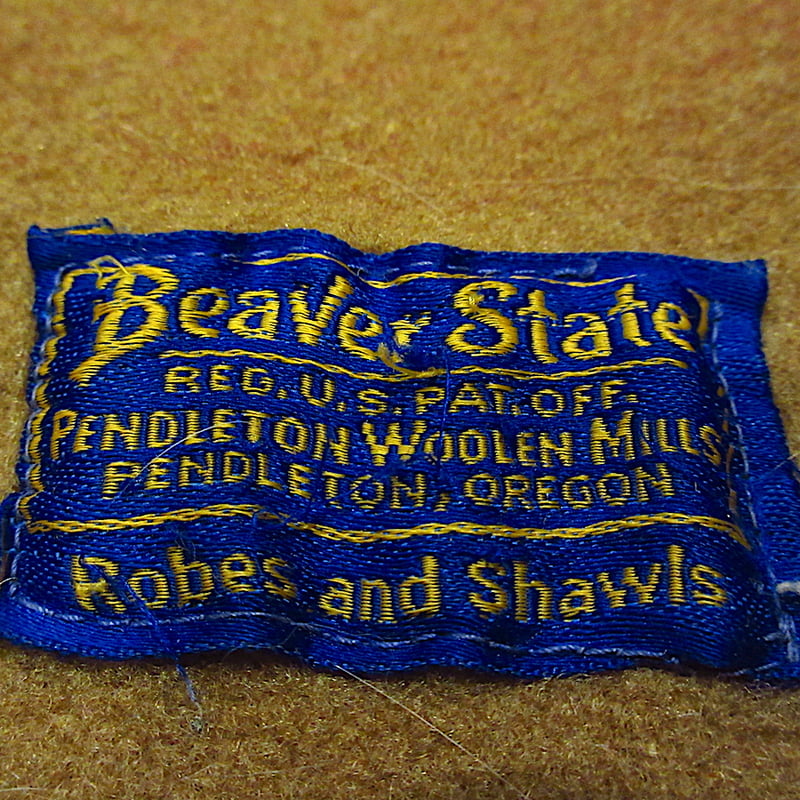 Beaver State
REG. U.S. PAT. OFF.
PENDLETON WOOLEN MILLS
PENDLETON, OREGON
Robes and Shawls